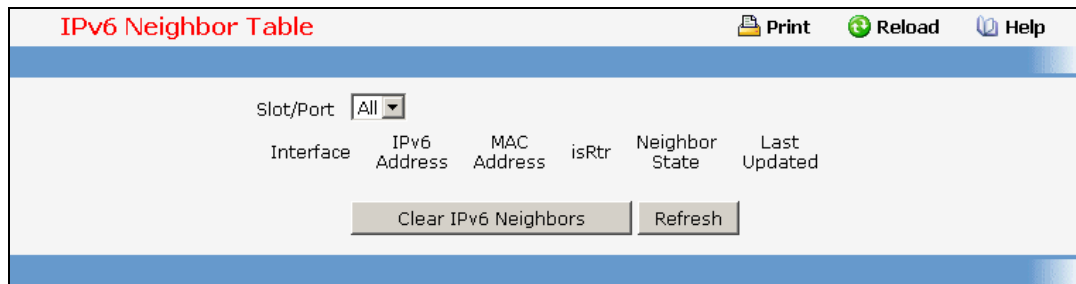 IPv6 Neighbor Table Print Reload Help
Slot/Port All
Interface IPv6 Address MAC Address isRtr Neighbor State Last Updated
Clear IPv6 Neighbors Refresh